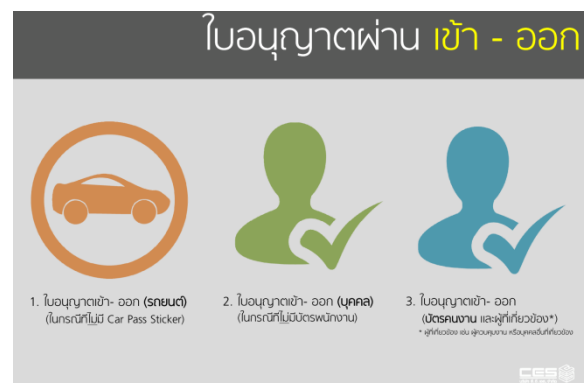 ใบอนุญาตผ่าน เข้า - ออก
1. ใบอนุญาตเข้า- ออก (รถยนต์)
(ในกรณีที่ไม่มี Car Pass Sticker)
2. ใบอนุญาตเข้า- ออก (บุคคล)
(ในกรณีที่ไม่มีบัตรพนักงาน)
3. ใบอนุญาตเข้า- ออก
(บัตรคนงาน และผู้ที่เกี่ยวข้อง*)
* ผู้ที่เกี่ยวข้อง เช่น ผู้ควบคุมงาน หรือบุคคลอื่นที่เกี่ยวข้อง
CES